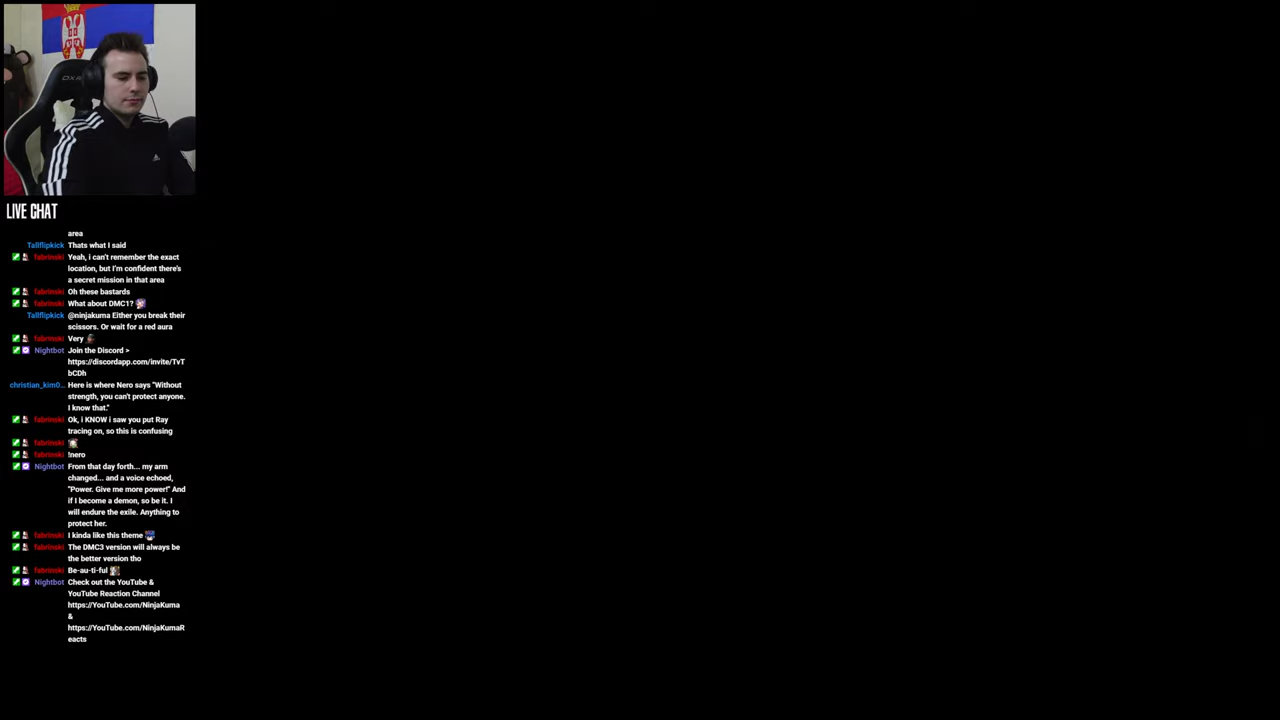 LIVE CHAT
area
Tallflipkick Thats what I said
fabrinski Yeah, i can't remember the exact
location, but I'm confident there's
a secret mission in that area
fabrinski Oh these bastards
fabrinski What about DMC1?
Tallflipkick @ninjakuma Either you break their
scissors. Or wait for a red aura
fabrinski Very
Nightbot Join the Discord >
https://discordapp.com/invite/TvT
bCDh
christian_kim0... Here is where Nero says "Without
strength, you can't protect anyone.
I know that."
fabrinski Ok, i KNOW i saw you put Ray
tracing on, so this is confusing
fabrinski
fabrinski !nero
Nightbot From that day forth... my arm
changed... and a voice echoed,
"Power. Give me more power!" And
if I become a demon, so be it. I
will endure the exile. Anything to
protect her.
fabrinski I kinda like this theme
fabrinski The DMC3 version will always be
the better version tho
fabrinski Be-au-ti-ful
Nightbot Check out the YouTube &
YouTube Reaction Channel
https://YouTube.com/NinjaKuma
&
https://YouTube.com/NinjaKumaR
eacts